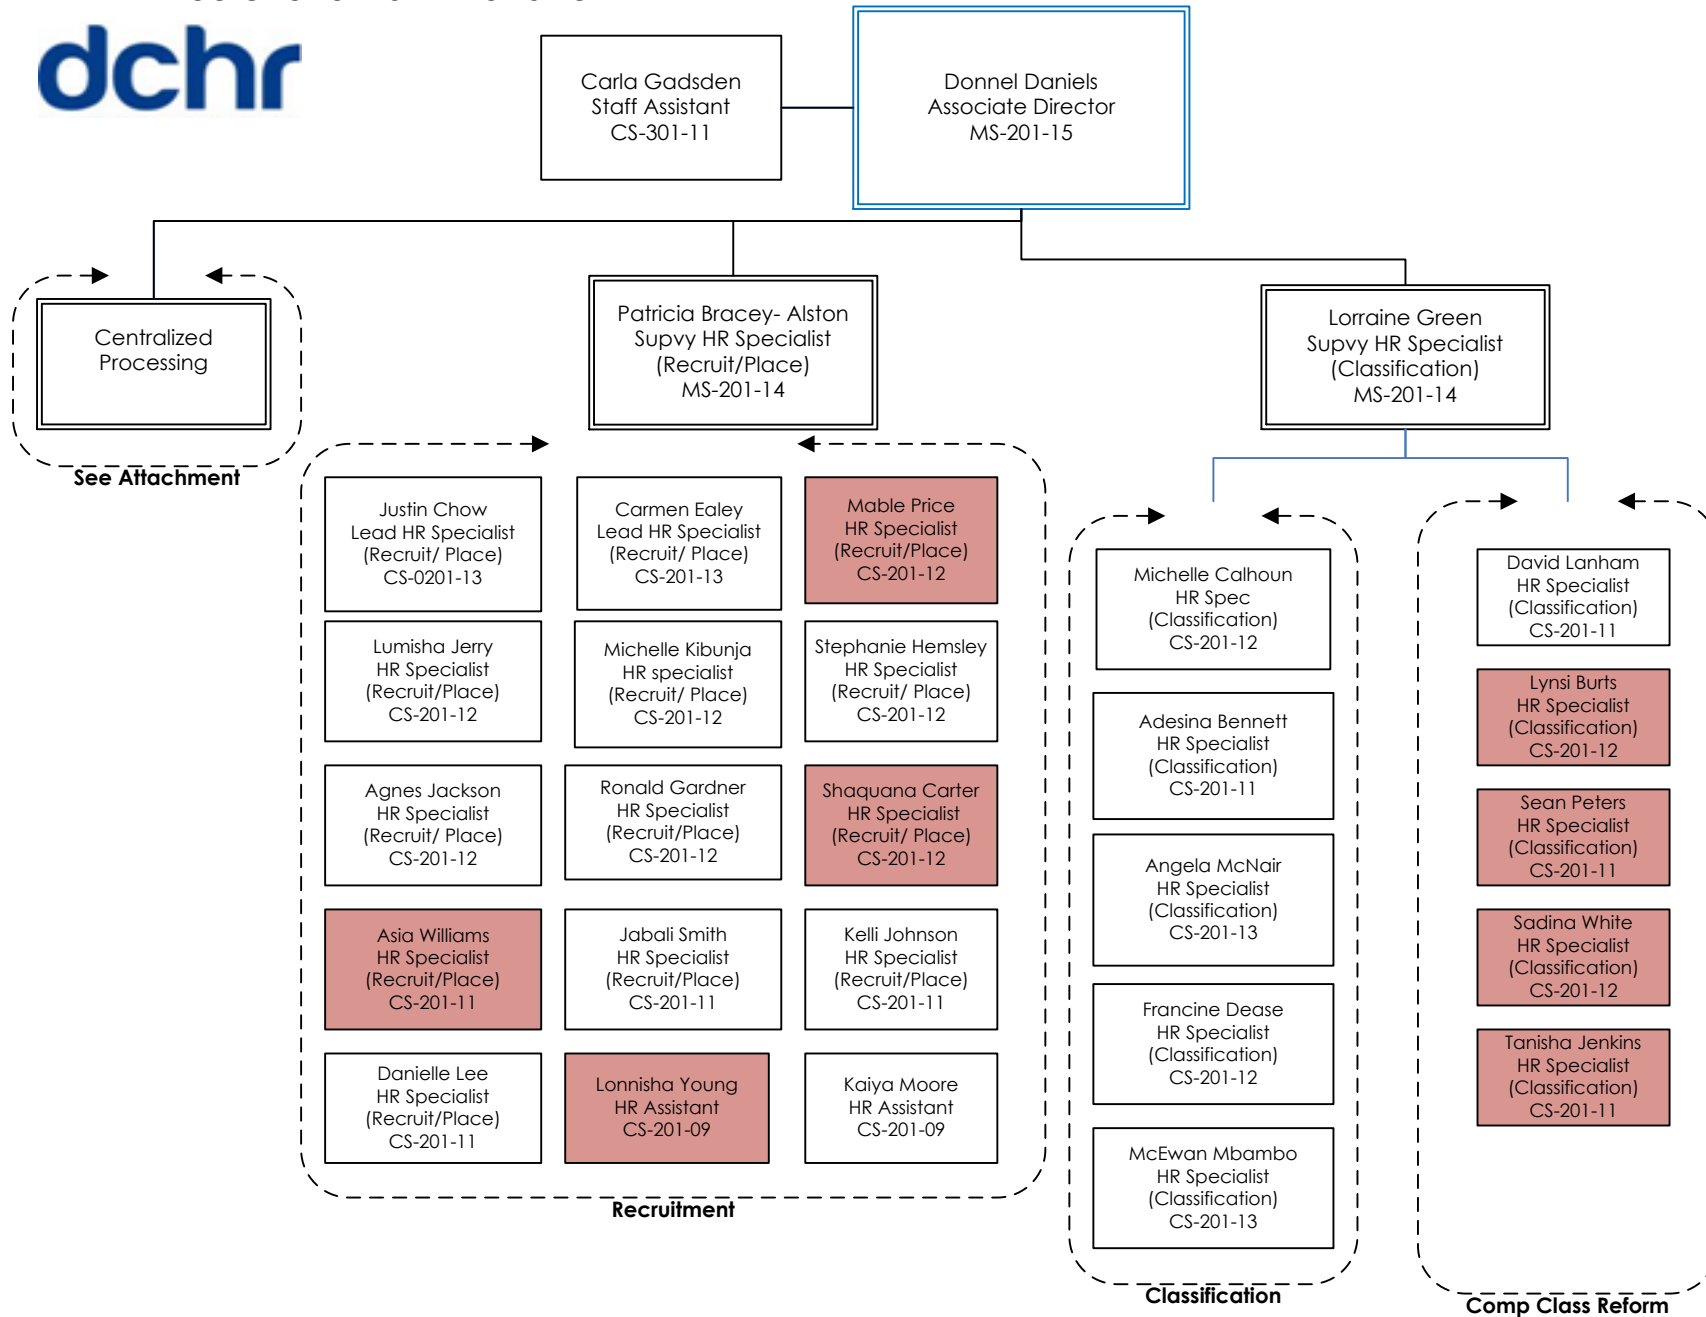 dchr
Carla Gadsden
Staff Assistant
CS-301-11
Donnel Daniels
Associate Director
MS-201-15
Centralized
Processing
See Attachment
Patricia Bracey- Alston
Supvy HR Specialist
(Recruit/Place)
MS-201-14
Lorraine Green
Supvy HR Specialist
(Classification)
MS-201-14
Justin Chow
Lead HR Specialist
(Recruit/ Place)
CS-0201-13
Carmen Ealey
Lead HR Specialist
(Recruit/ Place)
CS-201-13
Mable Price
HR Specialist
(Recruit/Place)
CS-201-12
Lumisha Jerry
HR Specialist
(Recruit/Place)
CS-201-12
Michelle Kibunja
HR specialist
(Recruit/ Place)
CS-201-12
Stephanie Hemsley
HR Specialist
(Recruit/ Place)
CS-201-12
Agnes Jackson
HR Specialist
(Recruit/ Place)
CS-201-12
Ronald Gardner
HR Specialist
(Recruit/Place)
CS-201-12
Shaquana Carter
HR Specialist
(Recruit/ Place)
CS-201-12
Asia Williams
HR Specialist
(Recruit/Place)
CS-201-11
Jabali Smith
HR Specialist
(Recruit/Place)
CS-201-11
Kelli Johnson
HR Specialist
(Recruit/Place)
CS-201-11
Danielle Lee
HR Specialist
(Recruit/Place)
CS-201-11
Lonnisha Young
HR Assistant
CS-201-09
Kaiya Moore
HR Assistant
CS-201-09
Recruitment
Michelle Calhoun
HR Spec
(Classification)
CS-201-12
Adesina Bennett
HR Specialist
(Classification)
CS-201-11
Angela McNair
HR Specialist
(Classification)
CS-201-13
Francine Dease
HR Specialist
(Classification)
CS-201-12
McEwan Mbambo
HR Specialist
(Classification)
CS-201-13
Classification
David Lanham
HR Specialist
(Classification)
CS-201-11
Lynsi Burts
HR Specialist
(Classification)
CS-201-12
Sean Peters
HR Specialist
(Classification)
CS-201-11
Sadina White
HR Specialist
(Classification)
CS-201-12
Tanisha Jenkins
HR Specialist
(Classification)
CS-201-11
Comp Class Reform